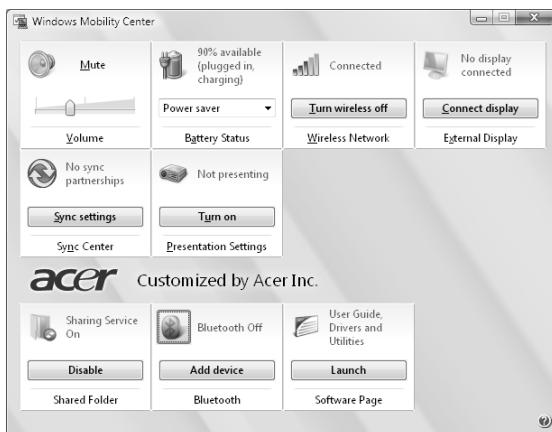 Windows Mobility Center
Mute
Volume
90% available
(plugged in,
charging)
Power saver
Battery Status
Connected
Turn wireless off
Wireless Network
No display
connected
Connect display
External Display
No sync
partnerships
Sync settings
Sync Center
Not presenting
Turn on
Presentation Settings
acer Customized by Acer Inc.
Sharing Service
On
Disable
Shared Folder
Bluetooth Off
Add device
Bluetooth
User Guide,
Drivers and
Utilities
Launch
Software Page
?